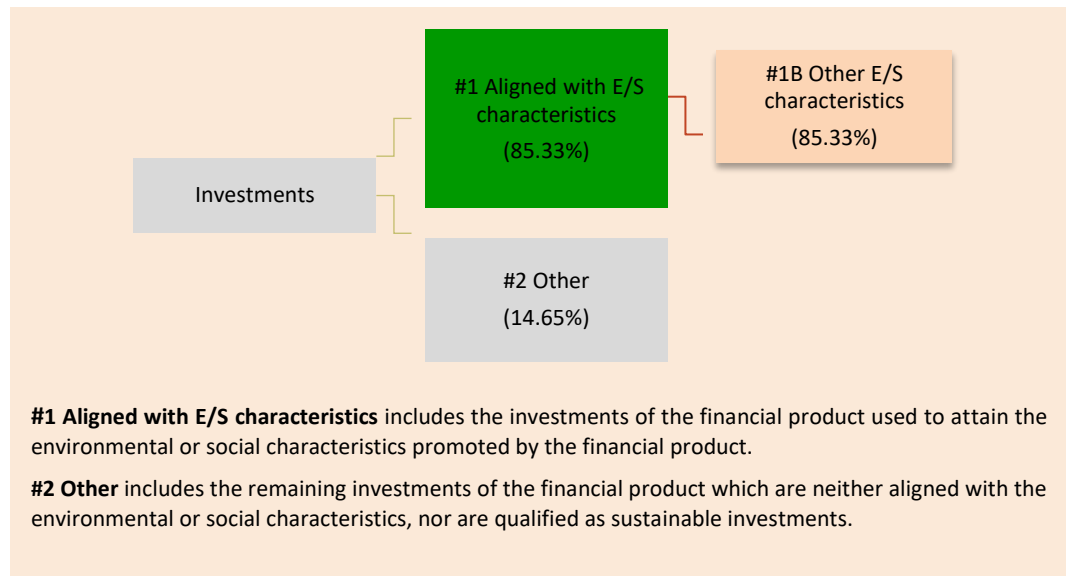 #1 Aligned with E/S
characteristics
(85.33%)
#1B Other E/S
characteristics
(85.33%)
Investments
#2 Other
(14.65%)
#1 Aligned with E/S characteristics includes the investments of the financial product used to attain the
environmental or social characteristics promoted by the financial product.
#2 Other includes the remaining investments of the financial product which are neither aligned with the
environmental or social characteristics, nor are qualified as sustainable investments.